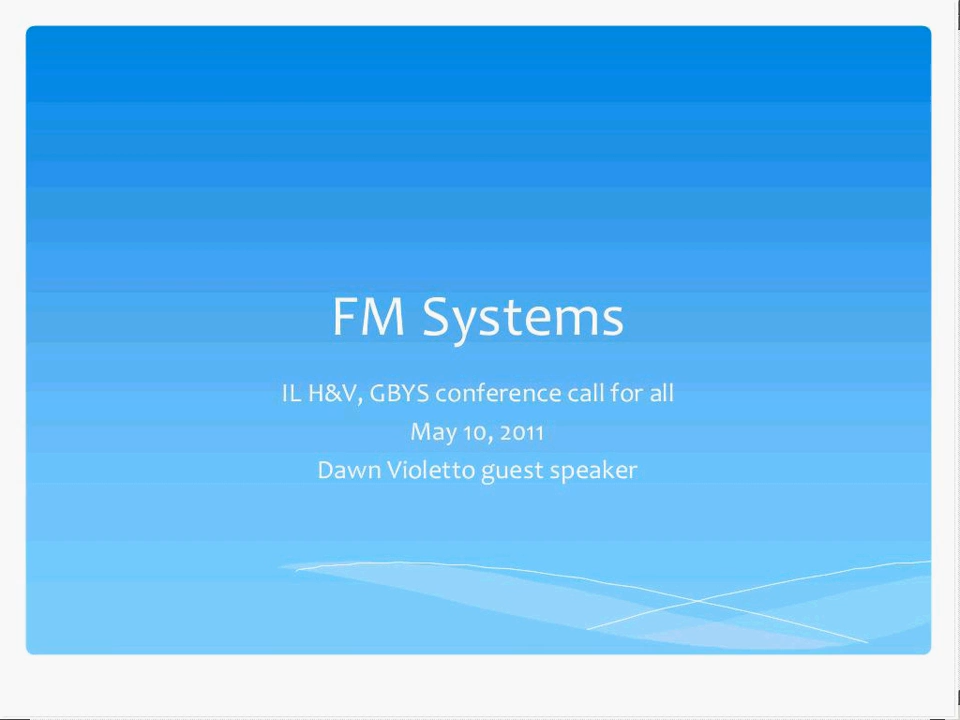 FM Systems
IL H&V, GBYS conference call for all
May 10, 2011
Dawn Violetto guest speaker